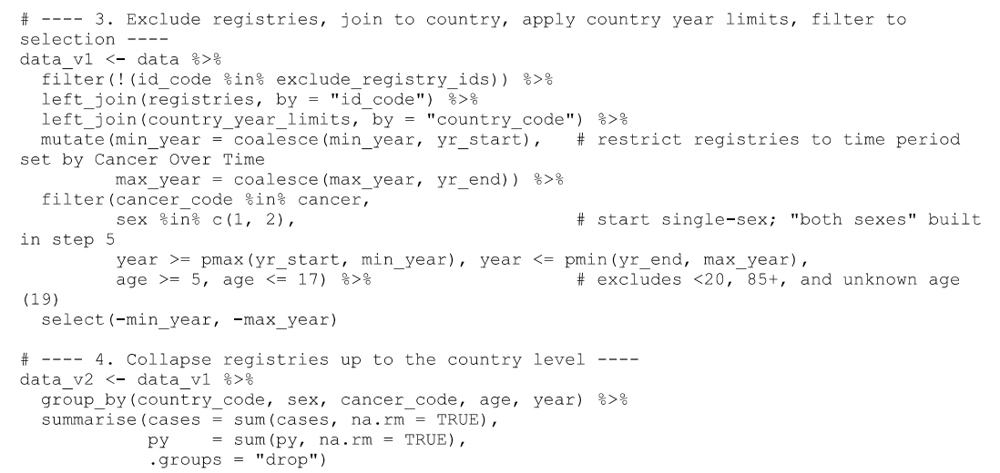 # ---- 3. Exclude registries, join to country, apply country year limits, filter to
selection ----
data_v1 <- data %>%
  filter(!(id_code %in% exclude_registry_ids)) %>%
  left_join(registries, by = "id_code") %>%
  left_join(country_year_limits, by = "country_code") %>%
  mutate(min_year = coalesce(min_year, yr_start),   # restrict registries to time period
set by Cancer Over Time
         max_year = coalesce(max_year, yr_end)) %>%
  filter(cancer_code %in% cancer,
         sex %in% c(1, 2),                          # start single-sex; "both sexes" built
in step 5
         year >= pmax(yr_start, min_year), year <= pmin(yr_end, max_year),
         age >= 5, age <= 17) %>%                   # excludes <20, 85+, and unknown age
(19)
  select(-min_year, -max_year)

# ---- 4. Collapse registries up to the country level ----
data_v2 <- data_v1 %>%
  group_by(country_code, sex, cancer_code, age, year) %>%
  summarise(cases = sum(cases, na.rm = TRUE),
            py    = sum(py, na.rm = TRUE),
            .groups = "drop")